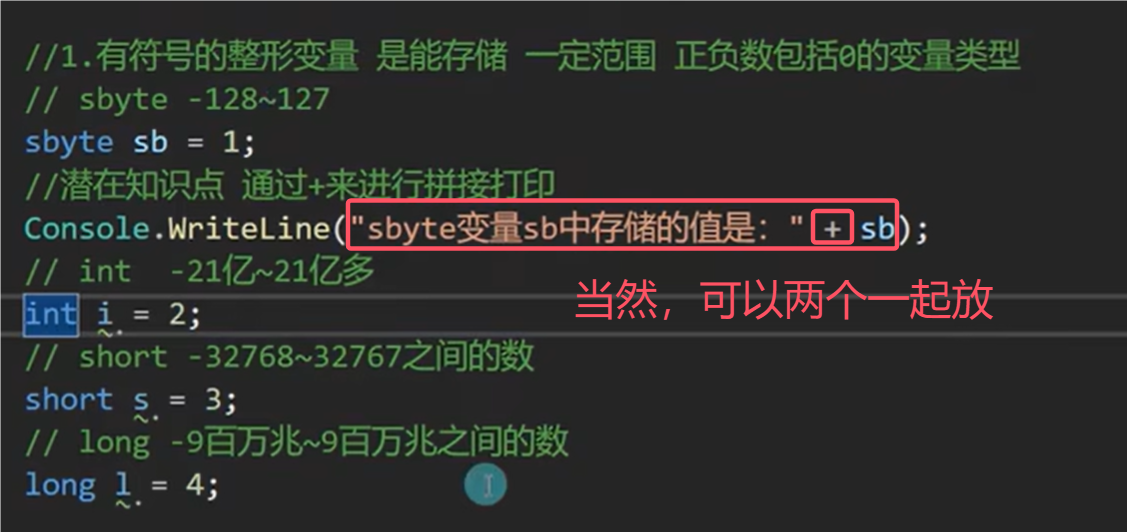 //1.有符号的整形变量 是能存储 一定范围 正负数包括0的变量类型
// sbyte -128~127
sbyte sb = 1;
//潜在知识点 通过+来进行拼接打印
Console.WriteLine("sbyte变量sb中存储的值是：" + sb);
// int  -21亿~21亿多
当然，可以两个一起放
int i = 2;
// short -32768~32767之间的数
short s = 3;
// long -9百万兆~9百万兆之间的数
long l = 4;